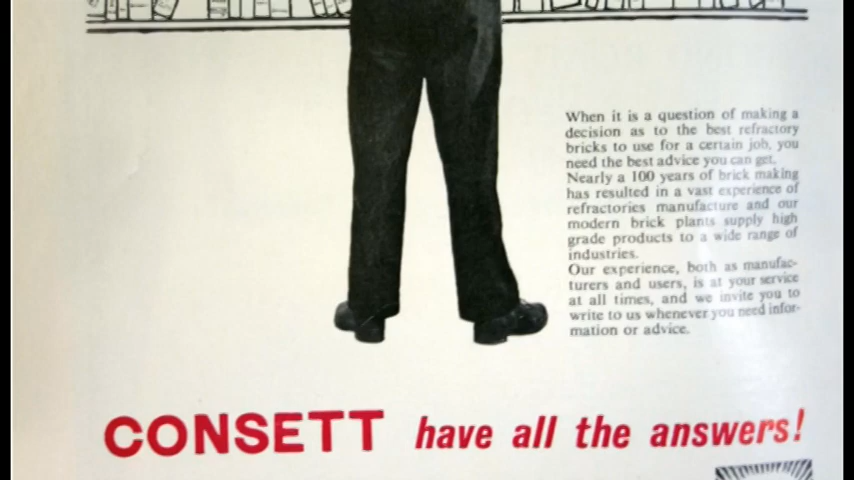 When it is a question of making a
decision as to the best refractory
bricks to use for a certain job, you
need the best advice you can get.
Nearly a 100 years of brick making
has resulted in a vast experience of
refractories manufacture and our
modern brick plants supply high
grade products to a wide range of
industries.
Our experience, both as manufac-
turers and users, is at your service
at all times, and we invite you to
write to us whenever you need infor-
mation or advice.
CONSETT have all the answers!